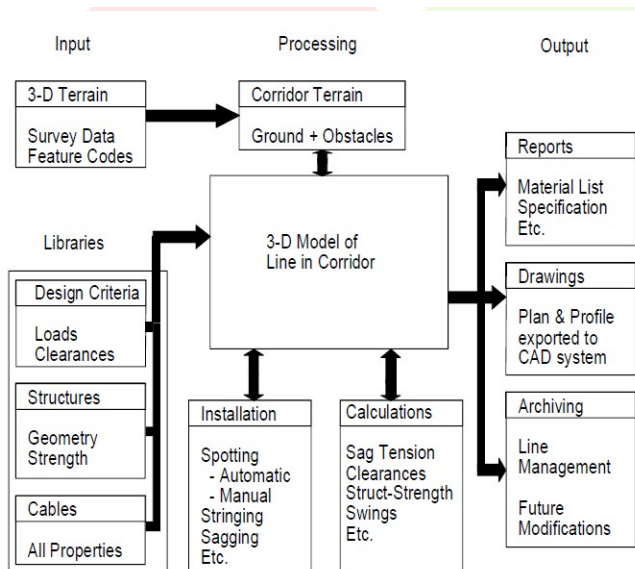 Input
Processing
Output
3-D Terrain
Survey Data
Feature Codes
Corridor Terrain
Ground + Obstacles
Reports
Material List
Specification
Etc.
Libraries
3-D Model of
Line in Corridor
Design Criteria
Loads
Clearances
Drawings
Plan & Profile
exported to
CAD system
Structures
Geometry
Strength
Installation
Spotting
- Automatic
- Manual
Stringing
Sagging
Etc.
Calculations
Sag Tension
Clearances
Struct-Strength
Swings
Etc.
Archiving
Line
Management
Future
Modifications
Cables
All Properties